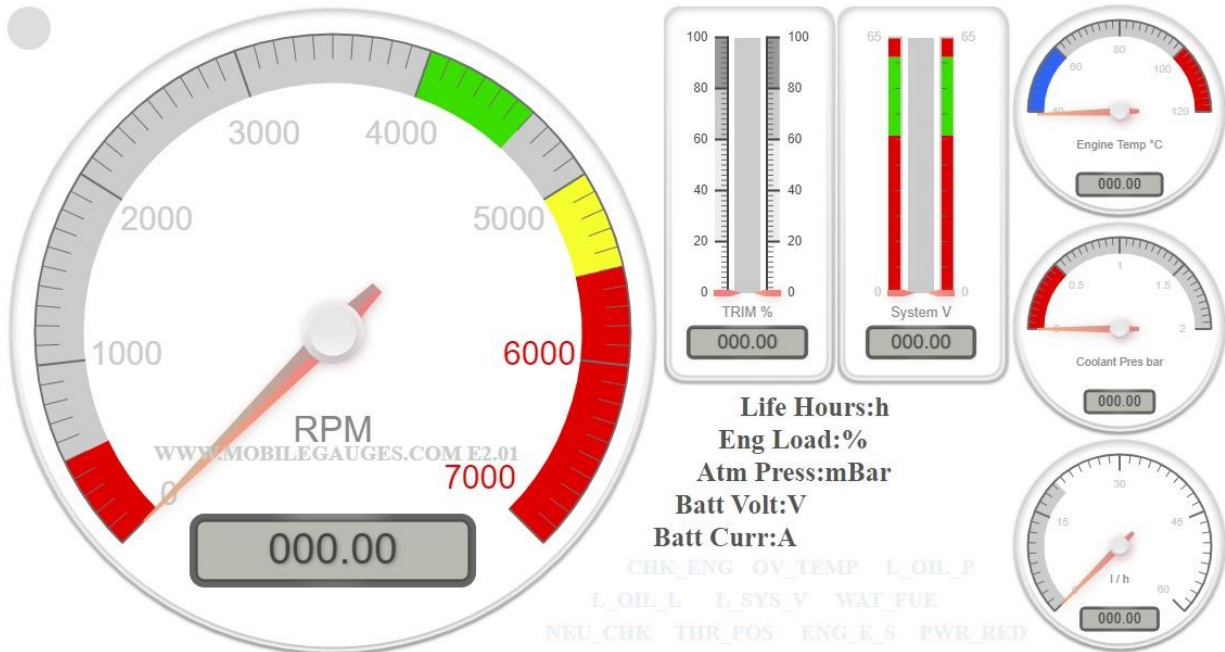 0
1000
2000
3000
4000
5000
6000
7000
RPM
WWW.MOBILEGAUGES.COM E2.01
000.00
100 100
80 80
60 60
40 40
20 20
0 0
TRIM %
000.00
65 65
0 0
System V
000.00
40 60 80 100 120
Engine Temp °C
000.00
0 0.5 1 1.5 2
Coolant Pres bar
000.00
0 15 30 45 60
l / h
000.00
Life Hours:h
Eng Load:%
Atm Press:mBar
Batt Volt:V
Batt Curr:A
CHK_ENG OV_TEMP L_OIL_P
L_OIL_L L_SYS_V WAT_FUE
NEU_CHK THR_POS ENG_E_S PWR_RED